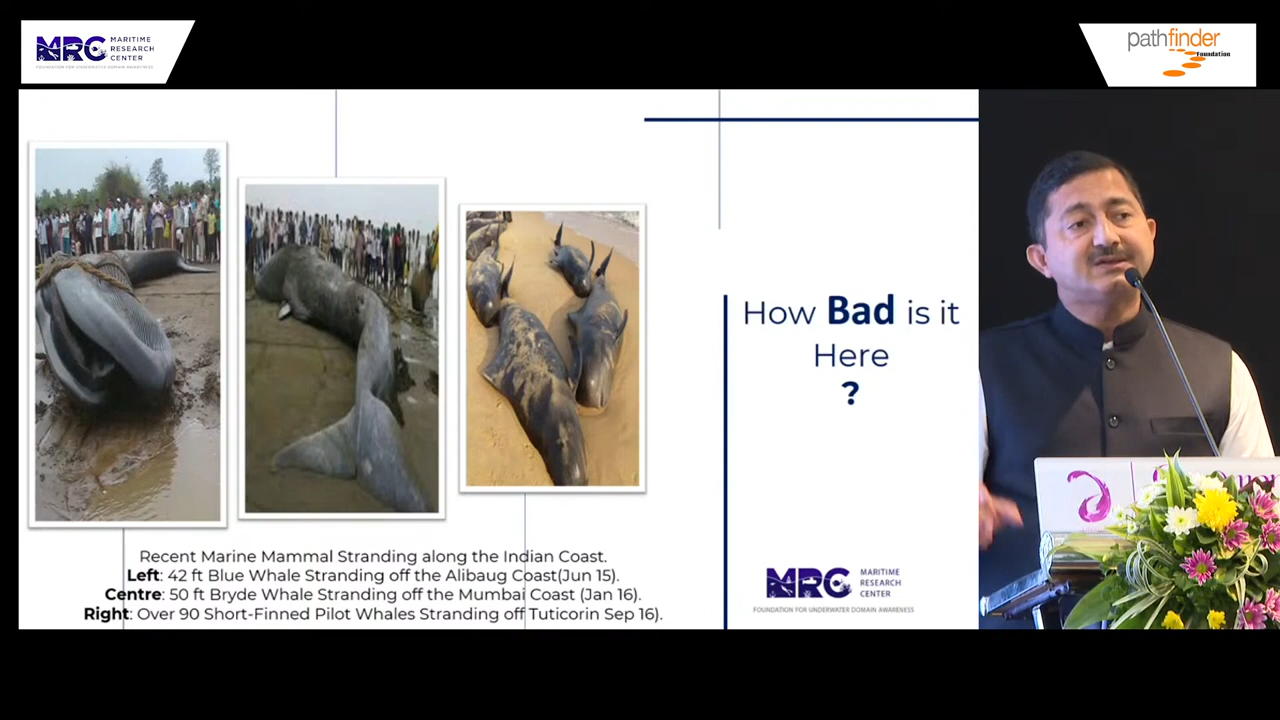 MRC
MARITIME
RESEARCH
CENTER
FOUNDATION FOR UNDERWATER DOMAIN AWARENESS
pathfinder
Foundation
How Bad is it
Here
?
Recent Marine Mammal Stranding along the Indian Coast.
Left: 42 ft Blue Whale Stranding off the Alibaug Coast(Jun 15).
Centre: 50 ft Bryde Whale Stranding off the Mumbai Coast (Jan 16).
Right: Over 90 Short-Finned Pilot Whales Stranding off Tuticorin Sep 16).
MRC
MARITIME
RESEARCH
CENTER
FOUNDATION FOR UNDERWATER DOMAIN AWARENESS